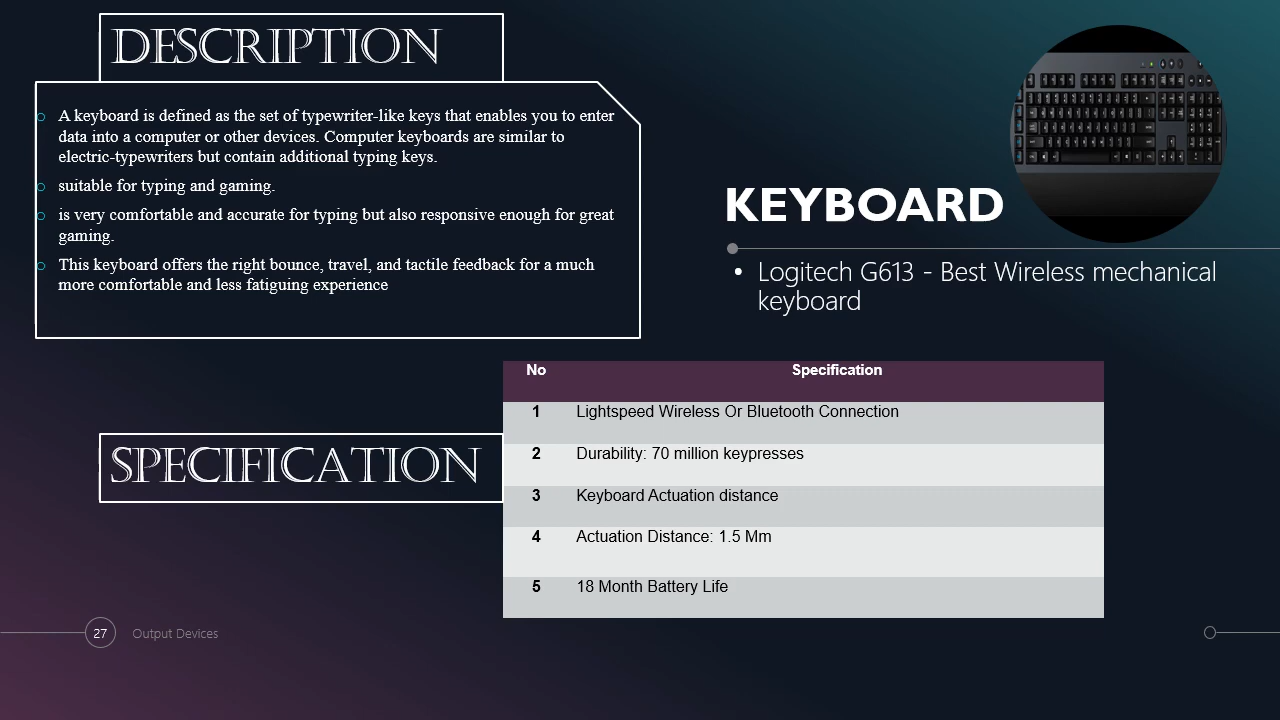 DESCRIPTION
A keyboard is defined as the set of typewriter-like keys that enables you to enter
data into a computer or other devices. Computer keyboards are similar to
electric-typewriters but contain additional typing keys.
suitable for typing and gaming.
is very comfortable and accurate for typing but also responsive enough for great
gaming.
This keyboard offers the right bounce, travel, and tactile feedback for a much
more comfortable and less fatiguing experience
KEYBOARD
• Logitech G613 - Best Wireless mechanical
keyboard
SPECIFICATION
No Specification
1 Lightspeed Wireless Or Bluetooth Connection
2 Durability: 70 million keypresses
3 Keyboard Actuation distance
4 Actuation Distance: 1.5 Mm
5 18 Month Battery Life
27 Output Devices